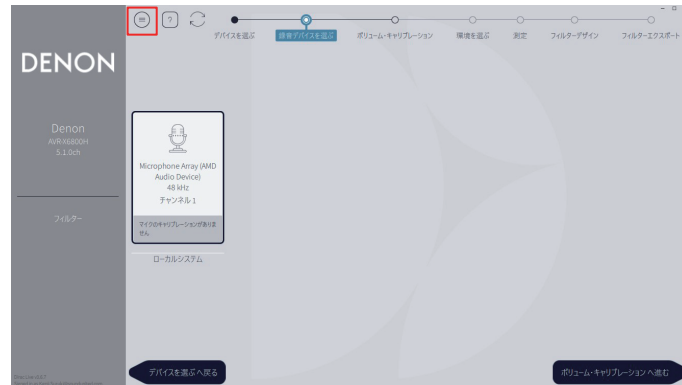 ?
デバイスを選ぶ
録音デバイスを選ぶ
ボリューム・キャリブレーション
環境を選ぶ
測定
フィルターデザイン
フィルターエクスポート
DENON
Denon
AVR-X6800H
5.1.0ch
フィルター
Microphone Array (AMD
Audio Device)
48 kHz
チャンネル 1
マイクのキャリブレーションがありま
せん
ローカルシステム
デバイスを選ぶ へ戻る
ボリューム・キャリブレーション へ進む